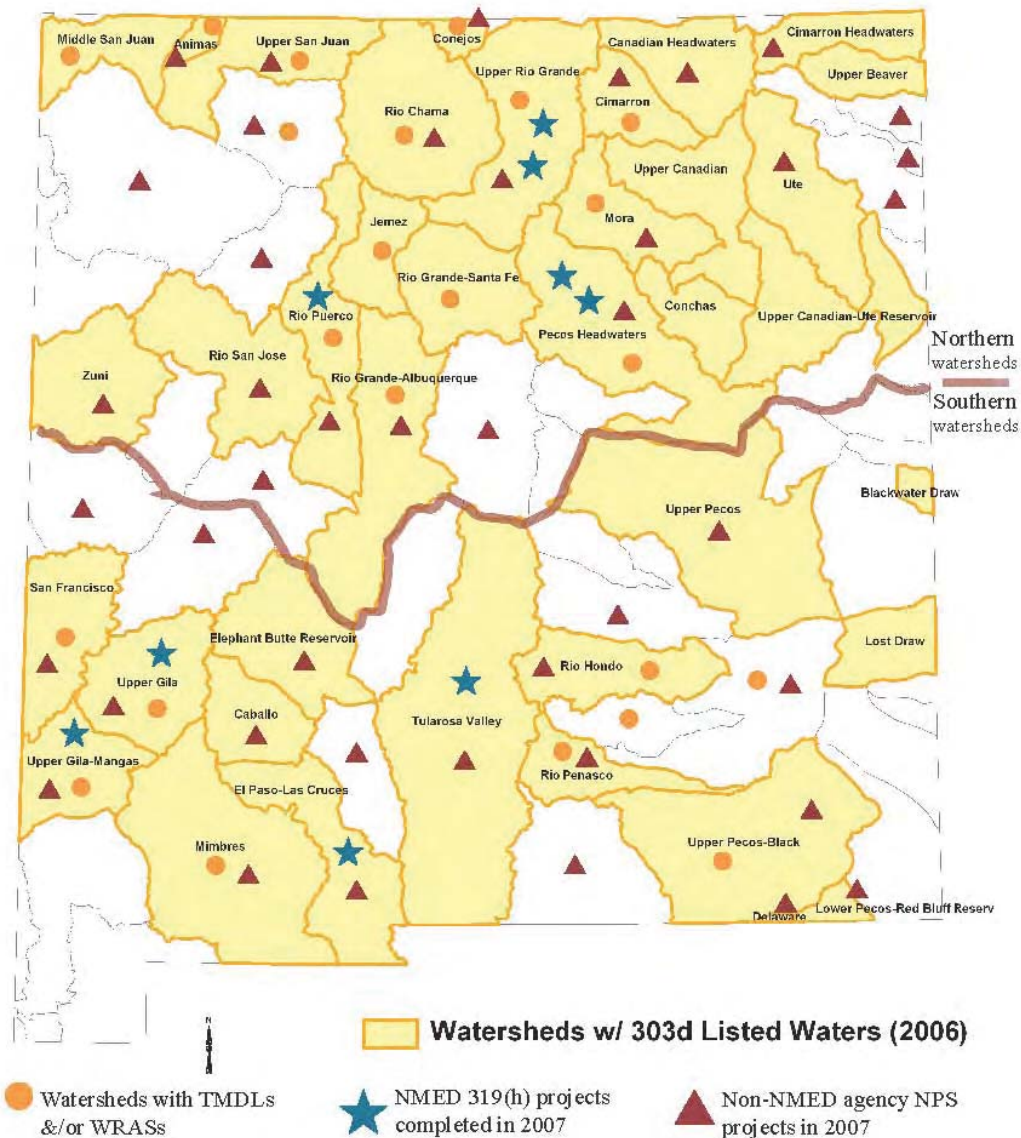 Middle San Juan
Animas
Upper San Juan
Conejos
Canadian Headwaters
Cimarron Headwaters
Upper Rio Grande
Upper Beaver
Cimarron
Rio Chama
Upper Canadian
Ute
Mora
Jemez
Rio Grande-Santa Fe
Conchas
Rio Puerco
Pecos Headwaters
Upper Canadian-Ute Reservoir
Northern
watersheds
Southern
watersheds
Rio San Jose
Zuni
Rio Grande-Albuquerque
Blackwater Draw
Upper Pecos
San Francisco
Elephant Butte Reservoir
Lost Draw
Rio Hondo
Upper Gila
Caballo
Tularosa Valley
Upper Gila-Mangas
Rio Penasco
El Paso-Las Cruces
Mimbres
Upper Pecos-Black
Delaware
Lower Pecos-Red Bluff Reserv
N
Watersheds w/ 303d Listed Waters (2006)
Watersheds with TMDLs
&/or WRASs
NMED 319(h) projects
completed in 2007
Non-NMED agency NPS
projects in 2007